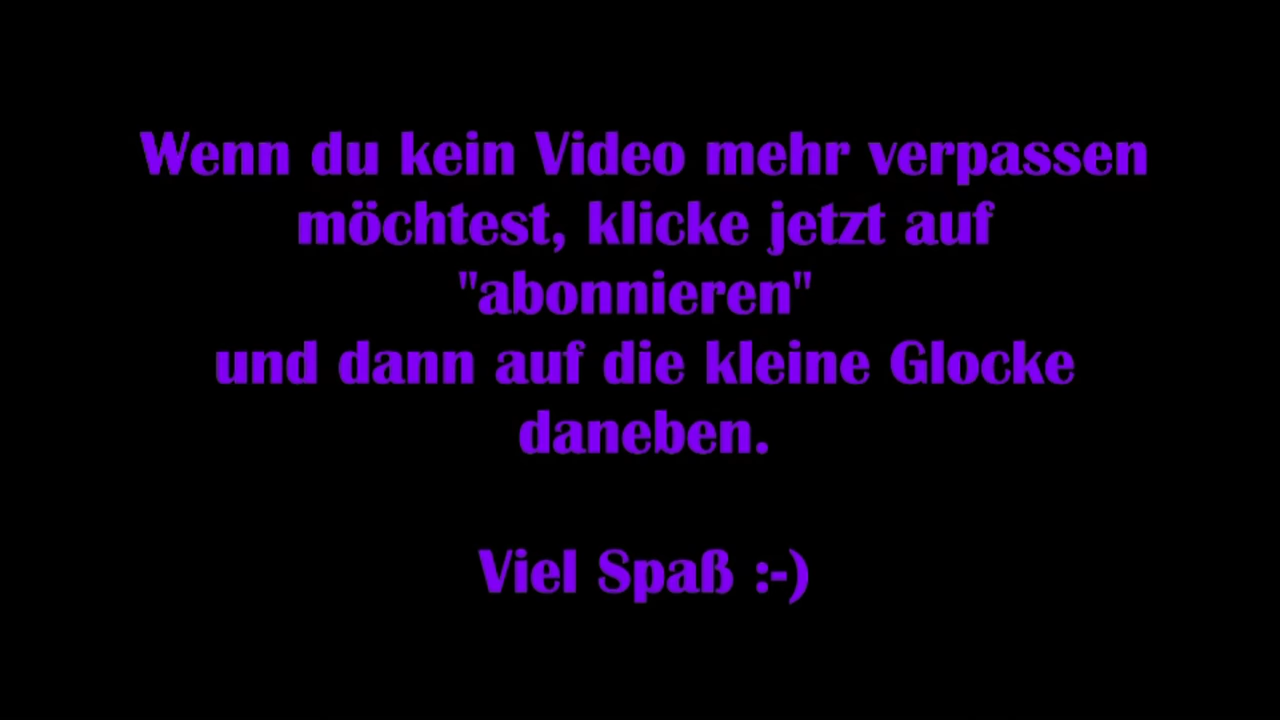 Wenn du kein Video mehr verpassen
möchtest, klicke jetzt auf
"abonnieren"
und dann auf die kleine Glocke
daneben.
Viel Spaß :-)